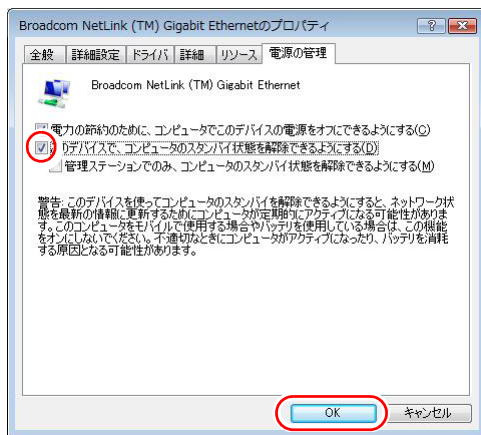 Broadcom NetLink (TM) Gigabit Ethernetのプロパティ
全般 詳細設定 ドライバ 詳細 リソース 電源の管理
Broadcom NetLink (TM) Gigabit Ethernet
電力の節約のために、コンピュータでこのデバイスの電源をオフにできるようにする(C)
のデバイスで、コンピュータのスタンバイ状態を解除できるようにする(D)
管理ステーションでのみ、コンピュータのスタンバイ状態を解除できるようにする(M)
警告: このデバイスを使ってコンピュータのスタンバイを解除できるようにすると、ネットワーク状
態を最新の情報に更新するためにコンピュータが定期的にアクティブになる可能性がありま
す。このコンピュータをモバイルで使用する場合やバッテリを使用している場合は、この機能
をオンにしないでください。不適切なときにコンピュータがアクティブになったり、バッテリを消耗
する原因となる可能性があります。
OK キャンセル